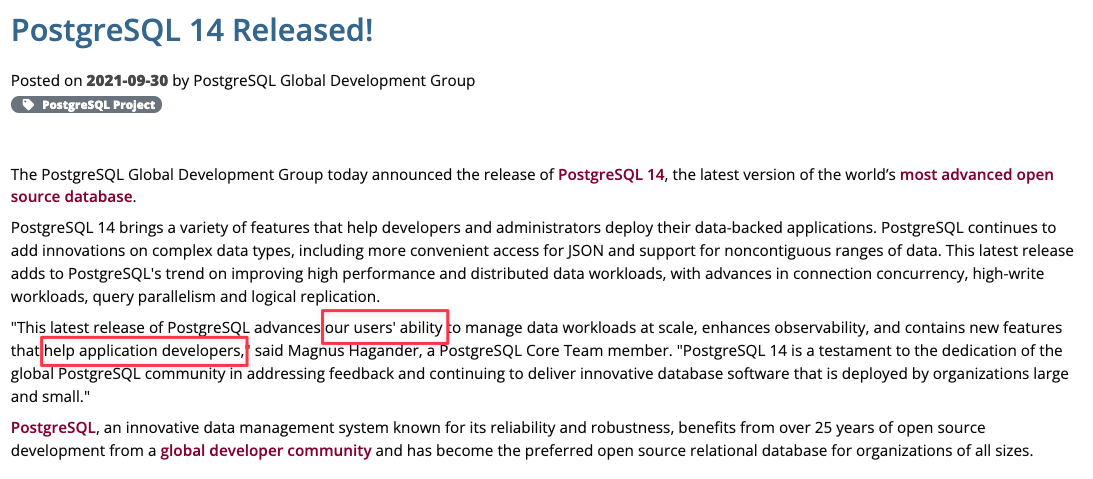 PostgreSQL 14 Released!
Posted on 2021-09-30 by PostgreSQL Global Development Group
PostgreSQL Project
The PostgreSQL Global Development Group today announced the release of PostgreSQL 14, the latest version of the world’s most advanced open
source database.
PostgreSQL 14 brings a variety of features that help developers and administrators deploy their data-backed applications. PostgreSQL continues to
add innovations on complex data types, including more convenient access for JSON and support for noncontiguous ranges of data. This latest release
adds to PostgreSQL's trend on improving high performance and distributed data workloads, with advances in connection concurrency, high-write
workloads, query parallelism and logical replication.
"This latest release of PostgreSQL advances our users' ability to manage data workloads at scale, enhances observability, and contains new features
that help application developers," said Magnus Hagander, a PostgreSQL Core Team member. "PostgreSQL 14 is a testament to the dedication of the
global PostgreSQL community in addressing feedback and continuing to deliver innovative database software that is deployed by organizations large
and small."
PostgreSQL, an innovative data management system known for its reliability and robustness, benefits from over 25 years of open source
development from a global developer community and has become the preferred open source relational database for organizations of all sizes.